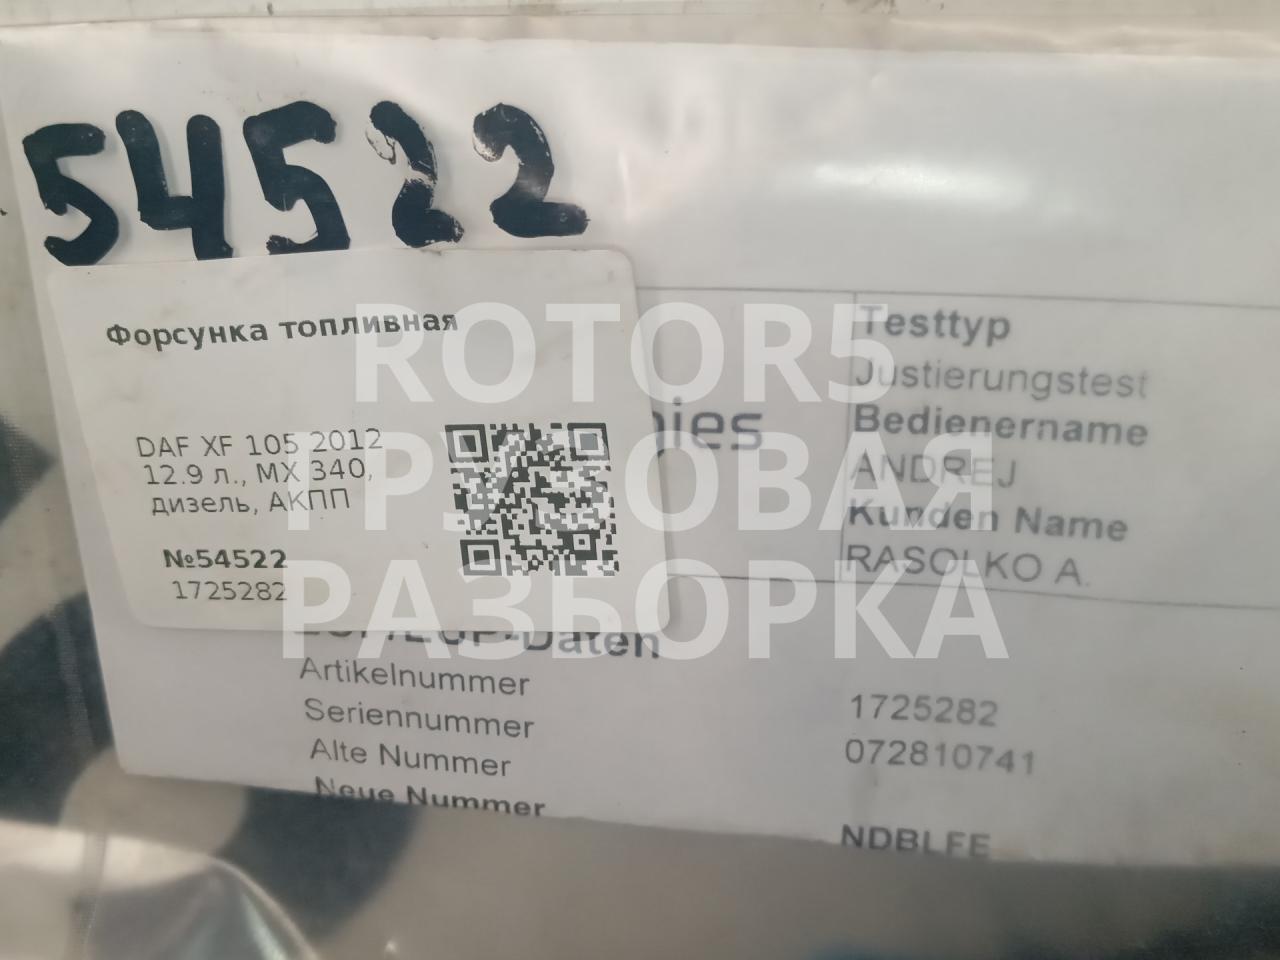 54522
Форсунка топливная
DAF XF 105 2012
12.9 л., MX 340,
дизель, АКПП
№54522
1725282
Testtyp
Justierungstest
Bedienername
ANDREJ
Kunden Name
RASOLKO A.
Artikelnummer
1725282
Seriennummer
072810741
Alte Nummer
Neue Nummer
NDBLFE
ROTOR5
ГРУЗОВАЯ
РАЗБОРКА